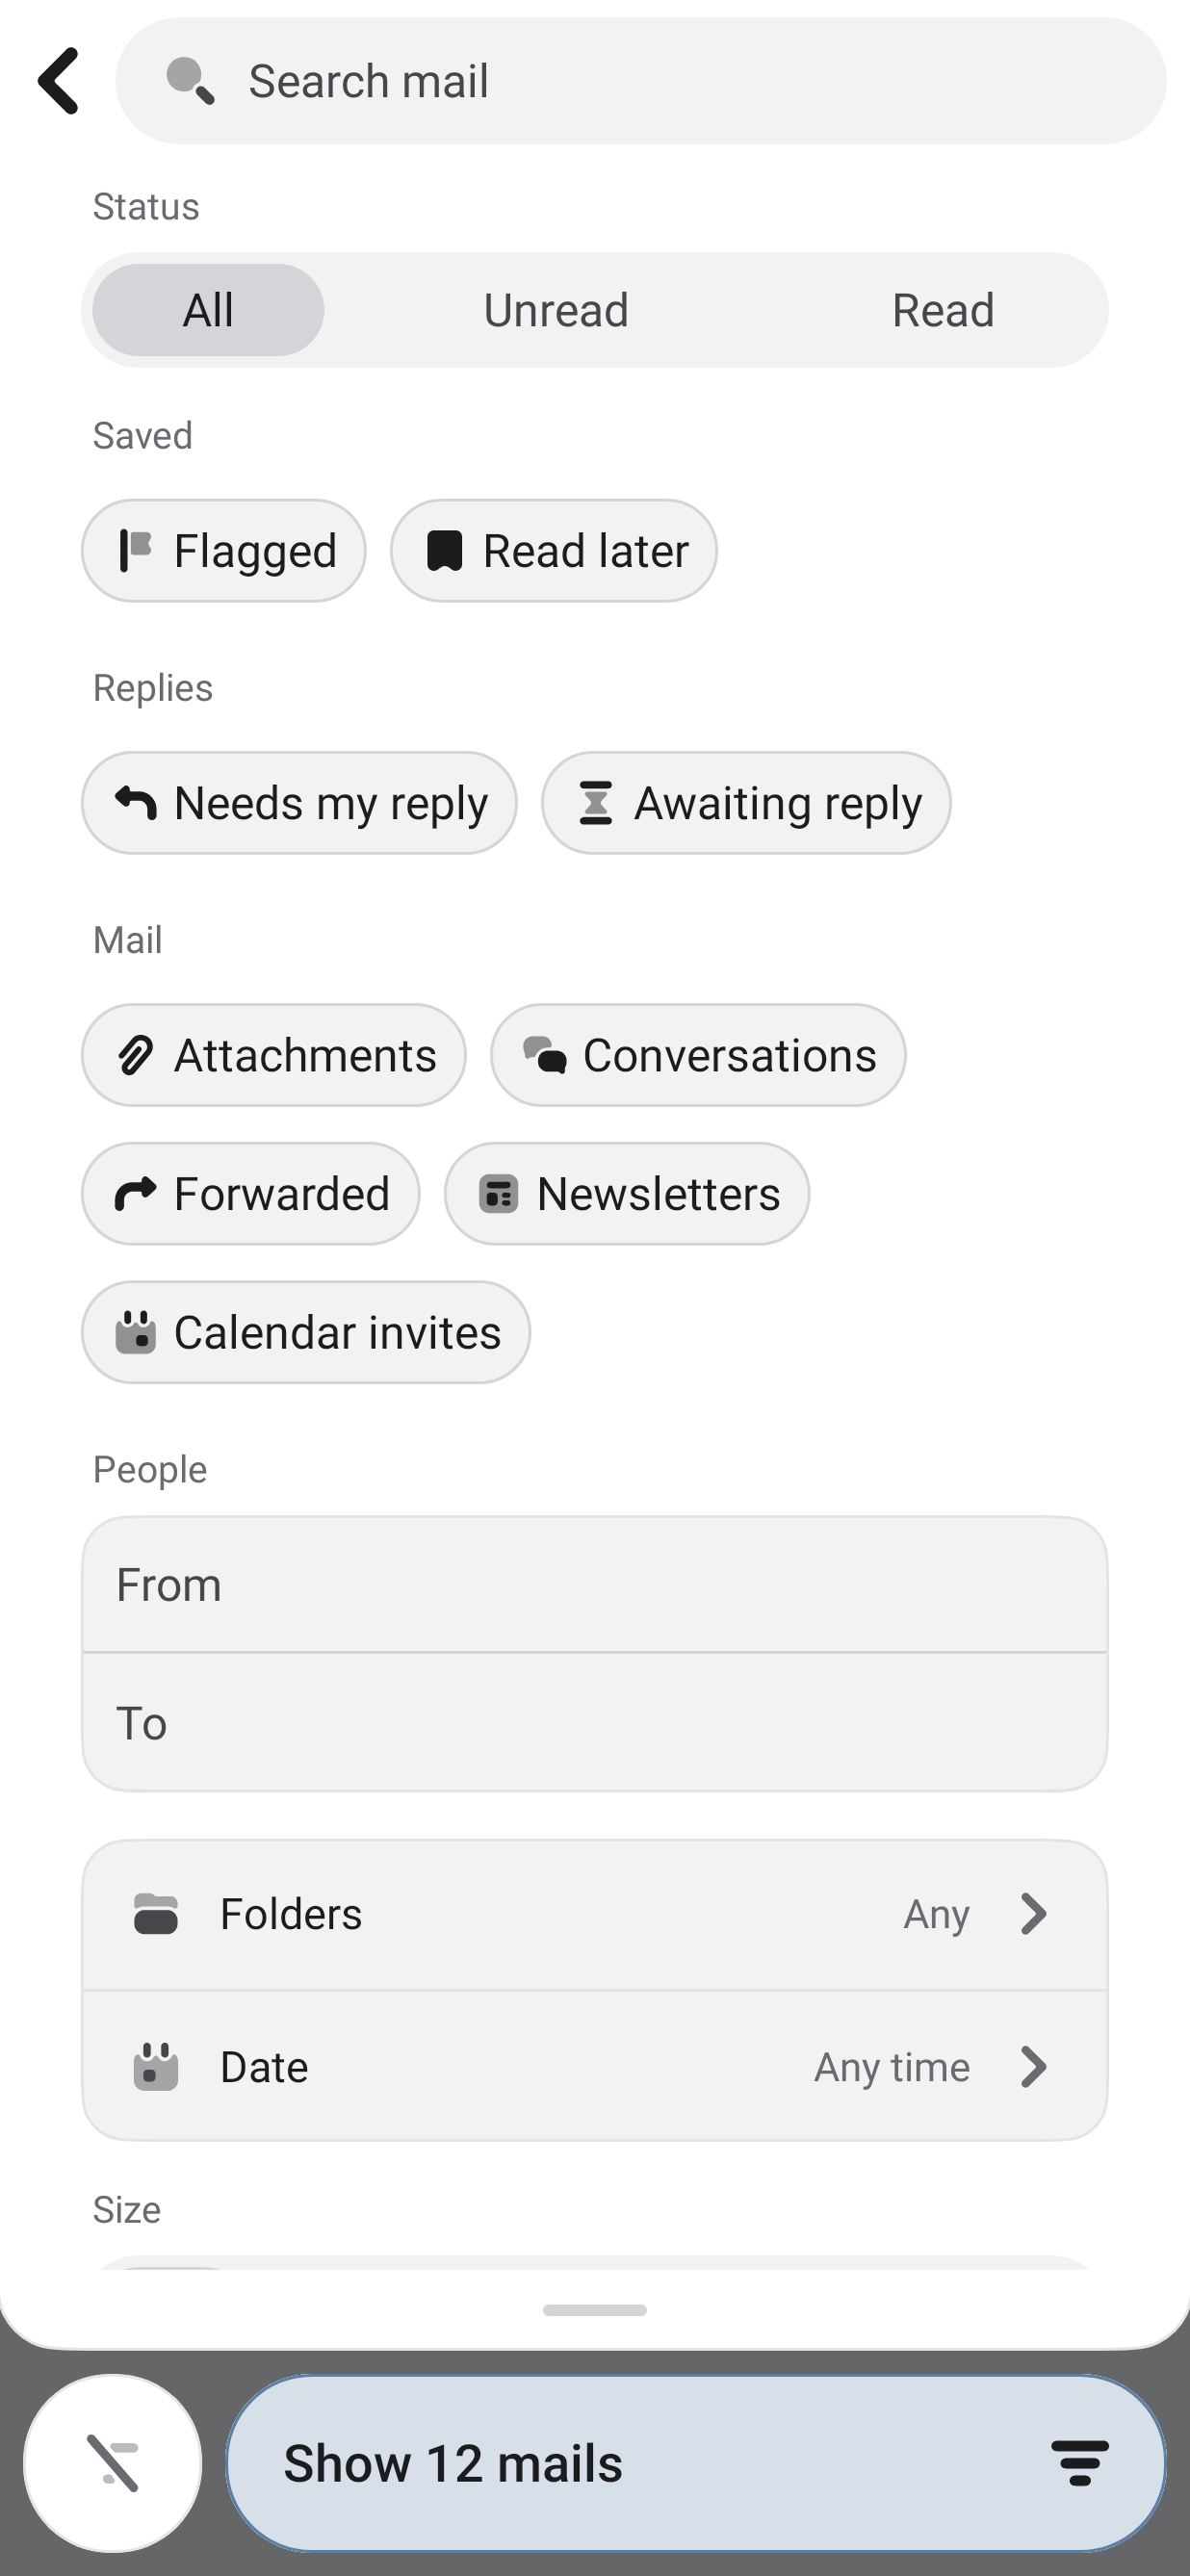 Search mail
Status
All Unread Read
Saved
Flagged Read later
Replies
Needs my reply Awaiting reply
Mail
Attachments Conversations
Forwarded Newsletters
Calendar invites
People
From
To
Folders Any
Date Any time
Size
Show 12 mails